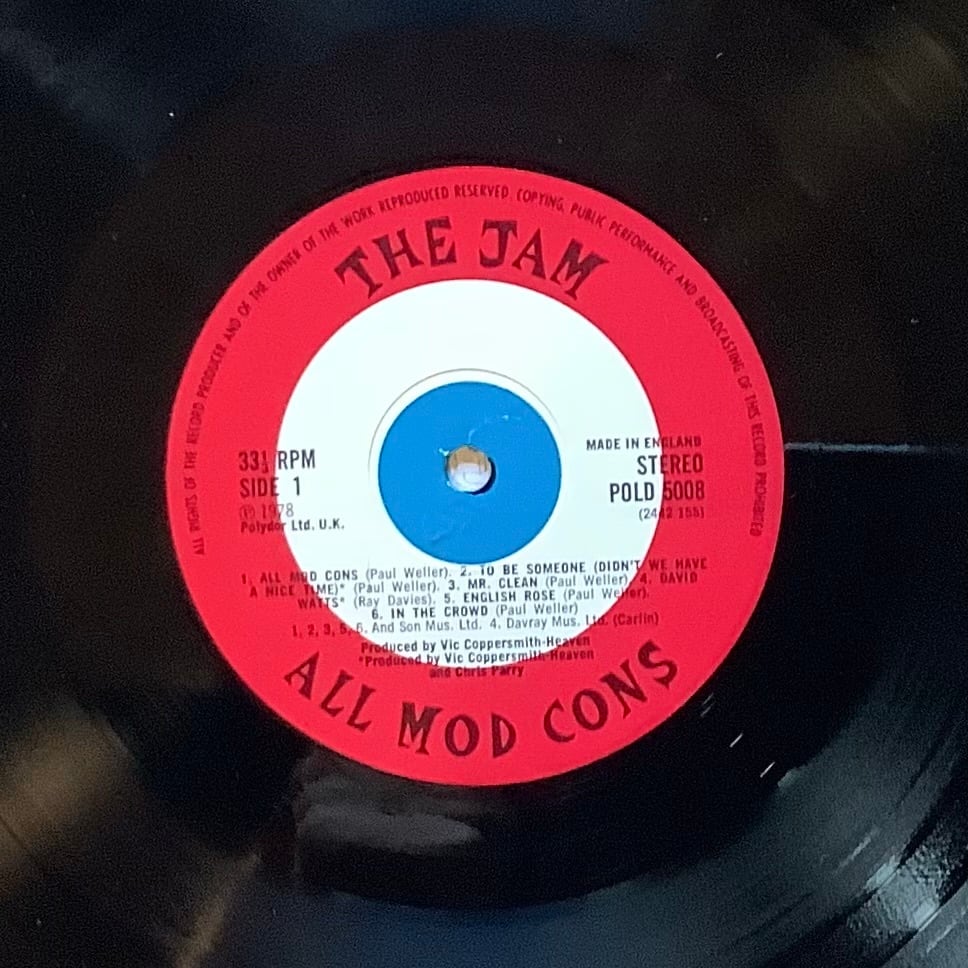 ALL RIGHTS OF THE RECORD PRODUCER AND OF THE OWNER OF THE WORK REPRODUCED RESERVED. COPYING, PUBLIC PERFORMANCE AND BROADCASTING OF THIS RECORD PROHIBITED
THE JAM
33⅓ RPM
SIDE 1
Ⓟ 1978
Polydor Ltd. U.K.
MADE IN ENGLAND
STEREO
POLD 5008
(2442 155)
1. ALL MOD CONS (Paul Weller). 2. TO BE SOMEONE (DIDN'T WE HAVE
A NICE TIME)* (Paul Weller). 3. MR. CLEAN (Paul Weller). 4. DAVID
WATTS* (Ray Davies). 5. ENGLISH ROSE (Paul Weller).
6. IN THE CROWD (Paul Weller)
1, 2, 3, 5, 6. And Son Mus. Ltd. 4. Davray Mus. Ltd. (Carlin)
Produced by Vic Coppersmith-Heaven
*Produced by Vic Coppersmith-Heaven
and Chris Parry
ALL MOD CONS